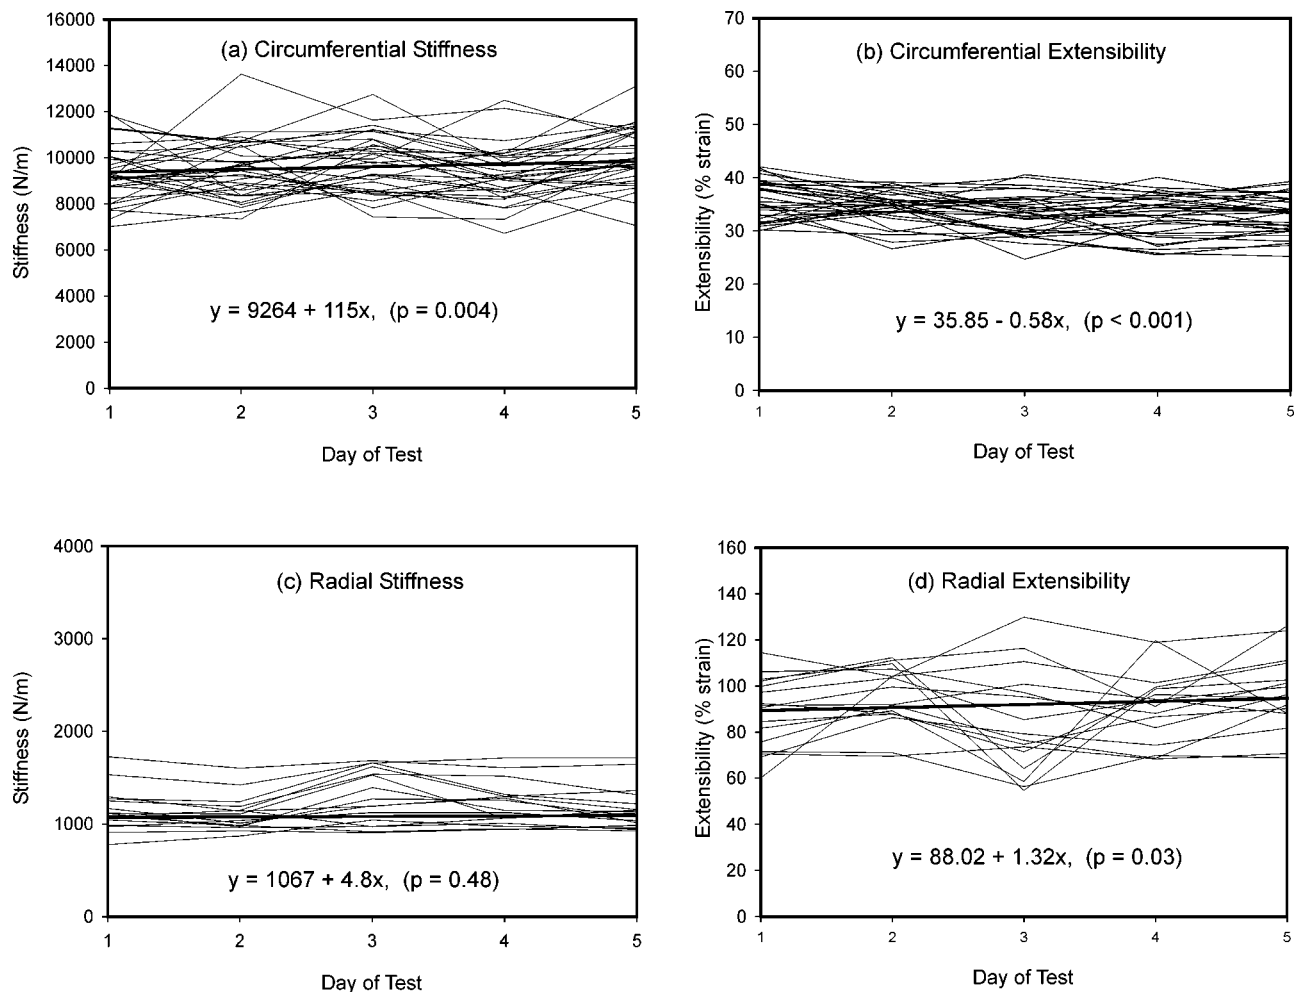 (a) Circumferential Stiffness
Stiffness (N/m)
16000
14000
12000
10000
8000
6000
4000
2000
0
y = 9264 + 115x, (p = 0.004)
1 2 3 4 5
Day of Test
(b) Circumferential Extensibility
Extensibility (% strain)
70
60
50
40
30
20
10
0
y = 35.85 - 0.58x, (p < 0.001)
1 2 3 4 5
Day of Test
(c) Radial Stiffness
Stiffness (N/m)
4000
3000
2000
1000
0
y = 1067 + 4.8x, (p = 0.48)
1 2 3 4 5
Day of Test
(d) Radial Extensibility
Extensibility (% strain)
160
140
120
100
80
60
40
20
0
y = 88.02 + 1.32x, (p = 0.03)
1 2 3 4 5
Day of Test